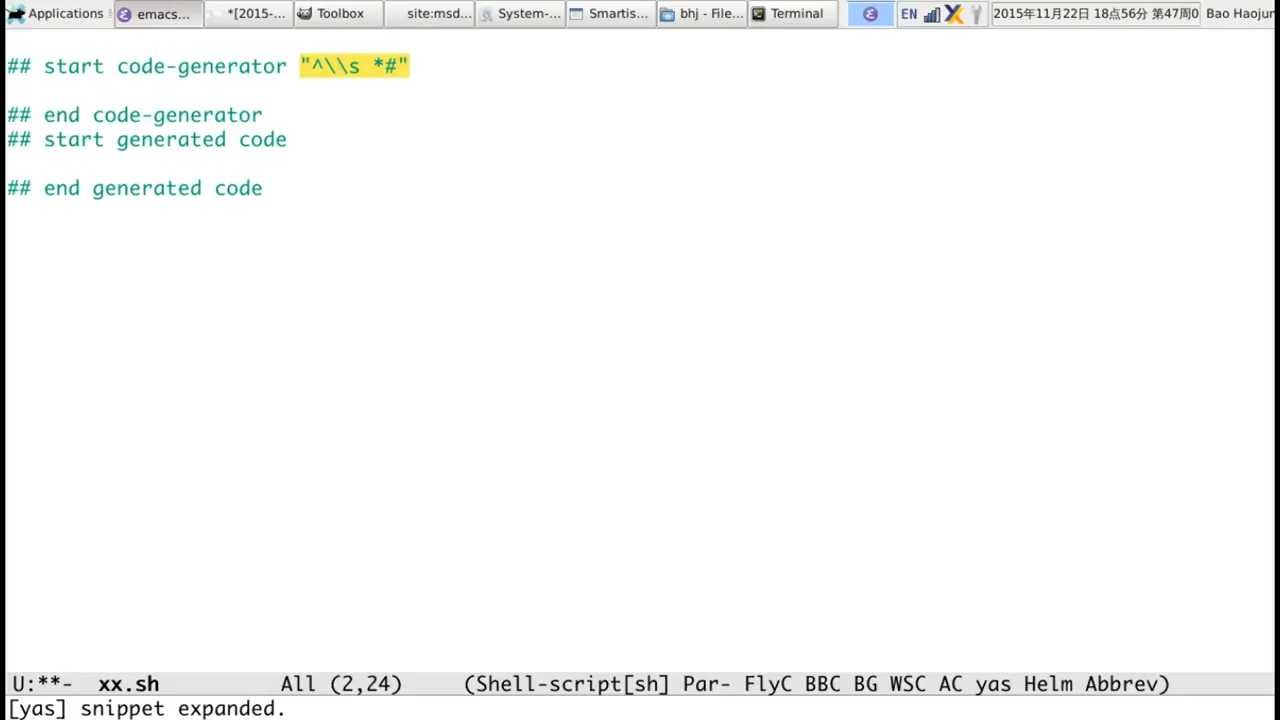 Applications emacs... *[2015-... Toolbox site:msd... System-... Smartis... bhj - File... Terminal EN 2015年11月22日 18点56分 第47周0 Bao Haojun
## start code-generator "^\\s *#"
## end code-generator
## start generated code
## end generated code
U:**- xx.sh All (2,24) (Shell-script[sh] Par- FlyC BBC BG WSC AC yas Helm Abbrev)
[yas] snippet expanded.